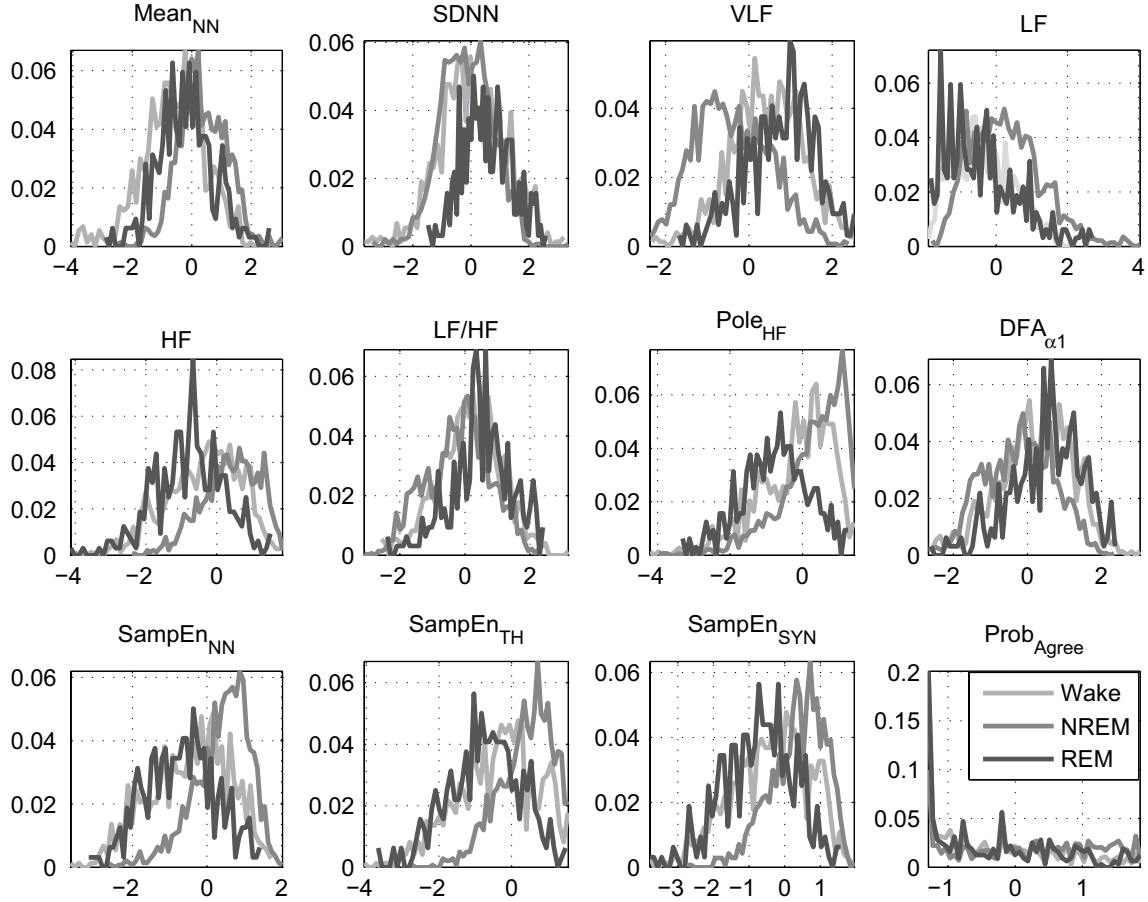 Mean_NN
0.06
0.04
0.02
0
−4 −2 0 2
SDNN
0.06
0.04
0.02
0
−2 0 2
VLF
0.06
0.04
0.02
0
−2 0 2
LF
0.06
0.04
0.02
0
0 2 4
HF
0.08
0.06
0.04
0.02
0
−4 −2 0
LF/HF
0.06
0.04
0.02
0
−2 0 2
Pole_HF
0.06
0.04
0.02
0
−4 −2 0
DFA_α1
0.06
0.04
0.02
0
−2 0 2
SampEn_NN
0.06
0.04
0.02
0
−2 0 2
SampEn_TH
0.06
0.04
0.02
0
−4 −2 0
SampEn_SYN
0.06
0.04
0.02
0
−3 −2 −1 0 1
Prob_Agree
0.2
0.15
0.1
0.05
0
−1 0 1
Wake
NREM
REM